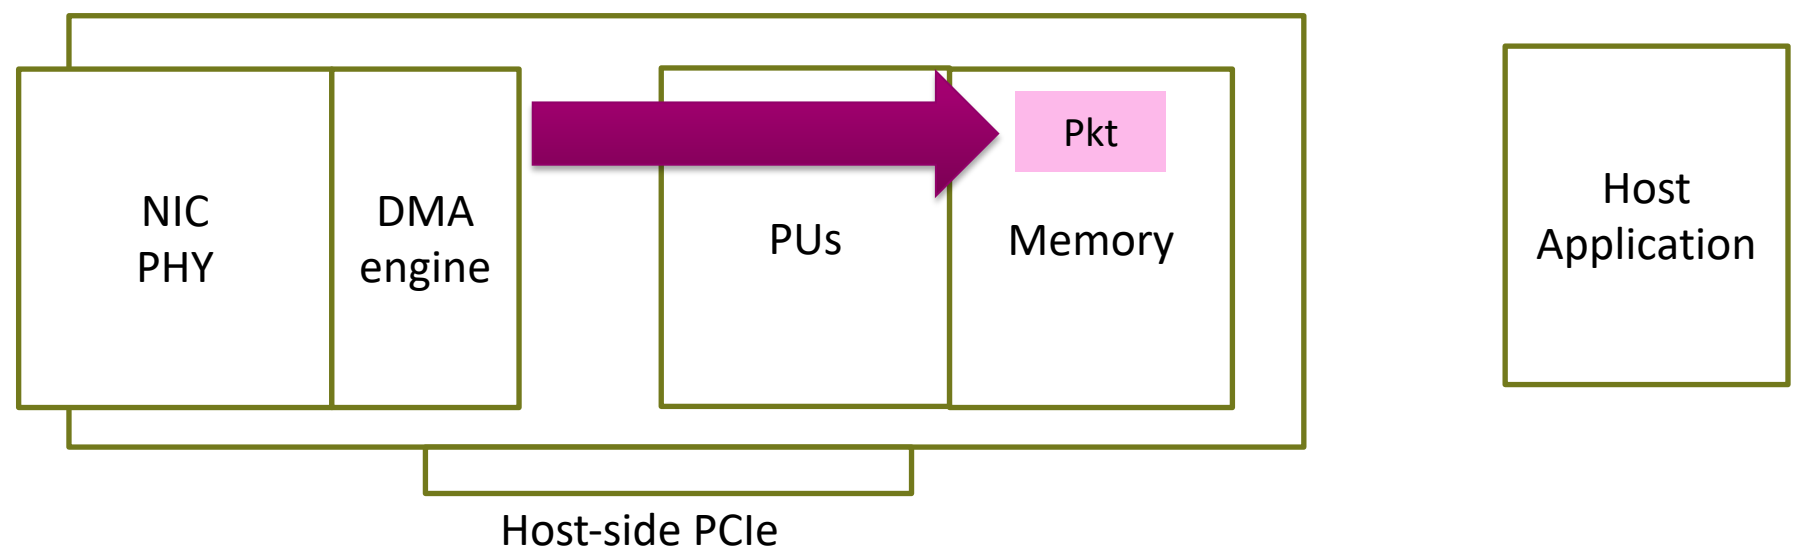 NIC
PHY
DMA
engine
PUs
Pkt
Memory
Host
Application
Host-side PCIe